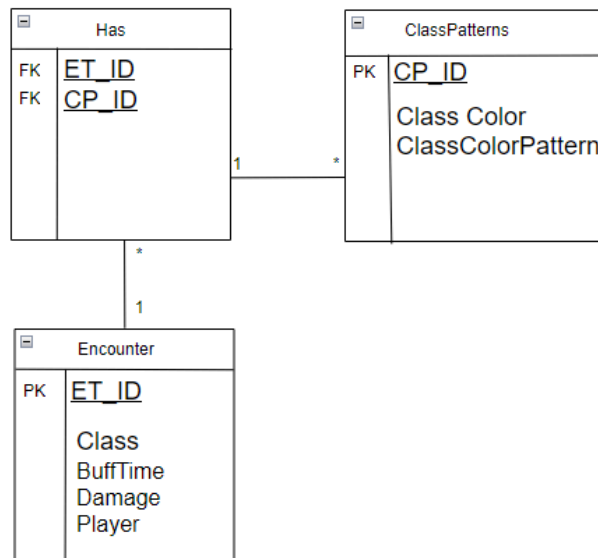 Has
FK ET_ID
FK CP_ID
ClassPatterns
PK CP_ID
Class Color
ClassColorPattern
1 *
*
1
Encounter
PK ET_ID
Class
BuffTime
Damage
Player